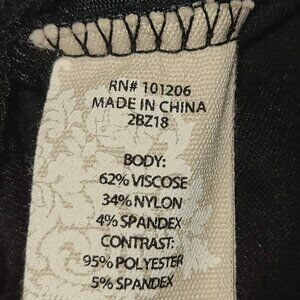 RN# 101206
MADE IN CHINA
2BZ18
BODY:
62% VISCOSE
34% NYLON
4% SPANDEX
CONTRAST:
95% POLYESTER
5% SPANDEX